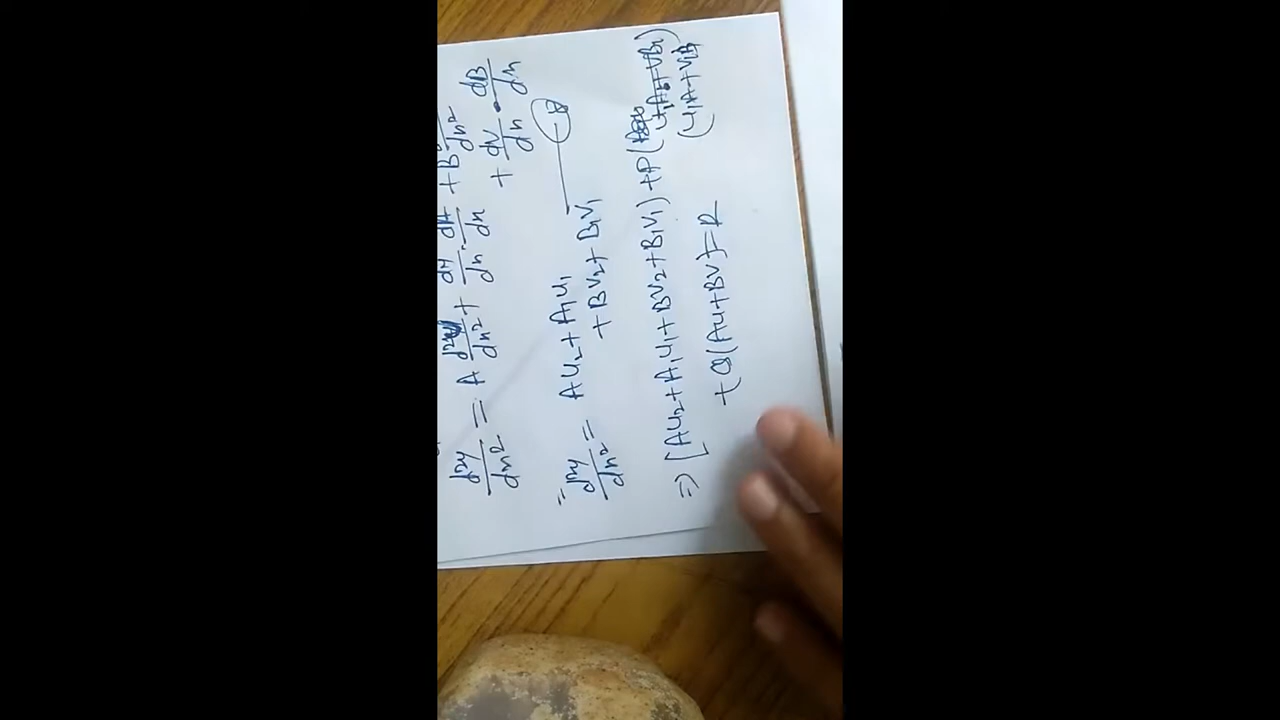 d²y/dx² = A d²u/dx² + du/dx · dA/dx + B /dx²
+ dv/dx · dB/dx
= d²y/dx² = Au₂ + A₁u₁
+ Bv₂ + B₁v₁
⇒ [Au₂ + A₁u₁ + Bv₂ + B₁v₁) + P(
(u₁A + v₁B)
+ Q(Au + Bv) = R